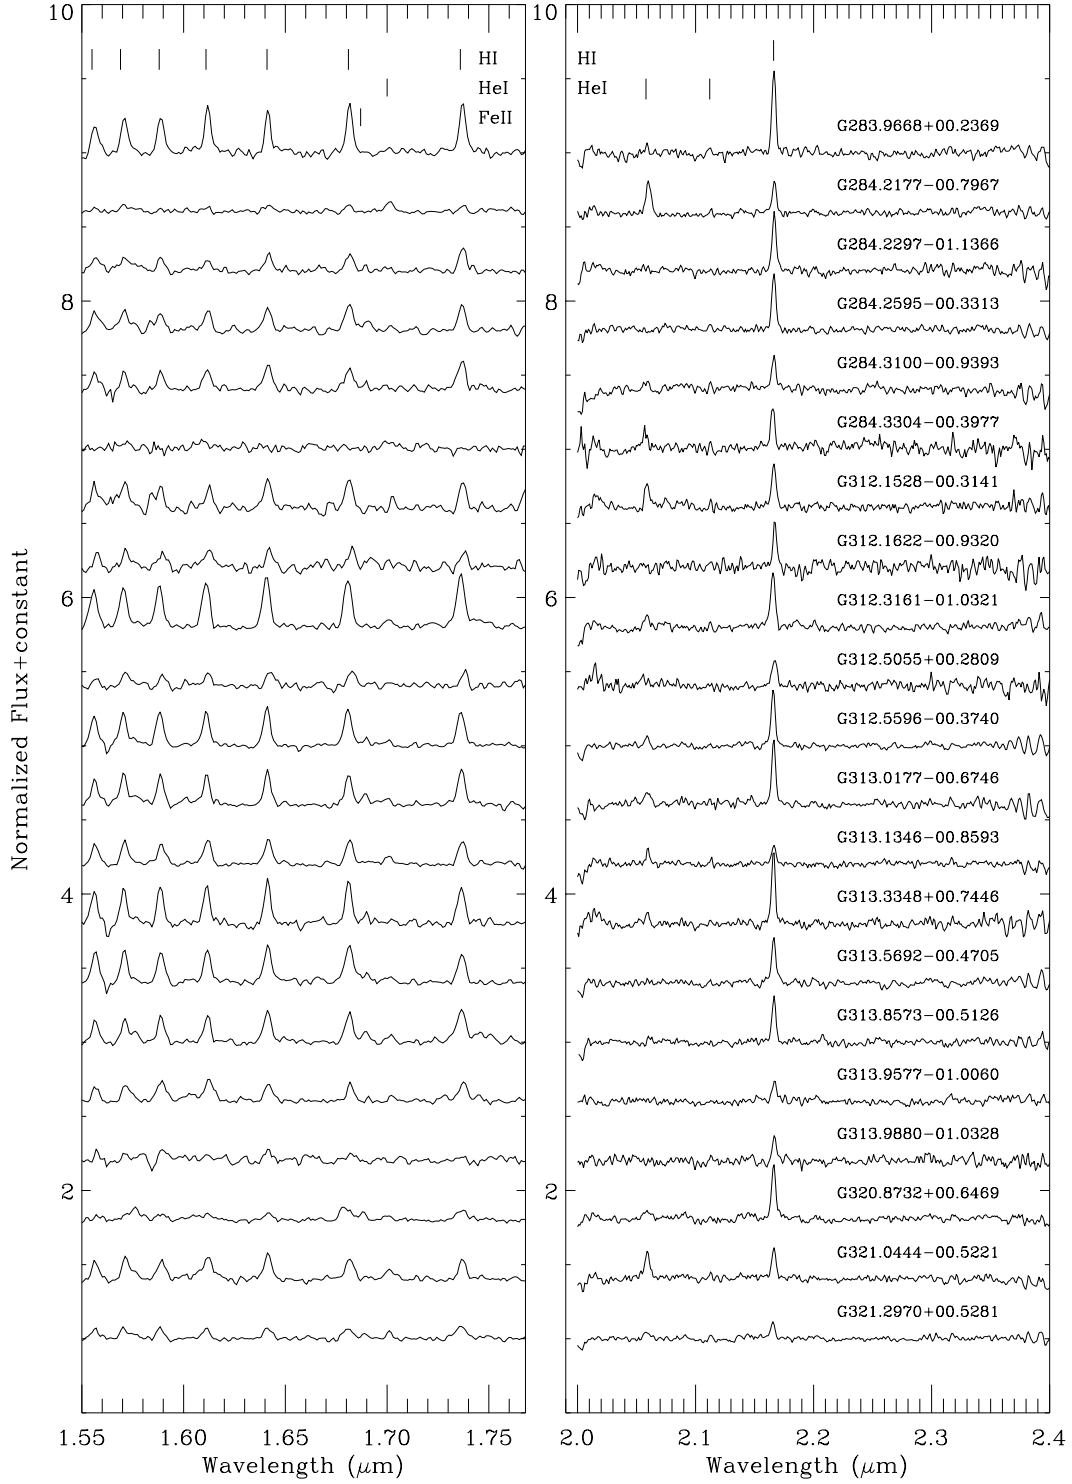 10
8
6
4
2
1.55
1.60
1.65
1.70
1.75
Wavelength (μm)
Normalized Flux+constant
HI
HeI
FeII
10
8
6
4
2
2.0
2.1
2.2
2.3
2.4
Wavelength (μm)
HI
HeI
G283.9668+00.2369
G284.2177−00.7967
G284.2297−01.1366
G284.2595−00.3313
G284.3100−00.9393
G284.3304−00.3977
G312.1528−00.3141
G312.1622−00.9320
G312.3161−01.0321
G312.5055+00.2809
G312.5596−00.3740
G313.0177−00.6746
G313.1346−00.8593
G313.3348+00.7446
G313.5692−00.4705
G313.8573−00.5126
G313.9577−01.0060
G313.9880−01.0328
G320.8732+00.6469
G321.0444−00.5221
G321.2970+00.5281